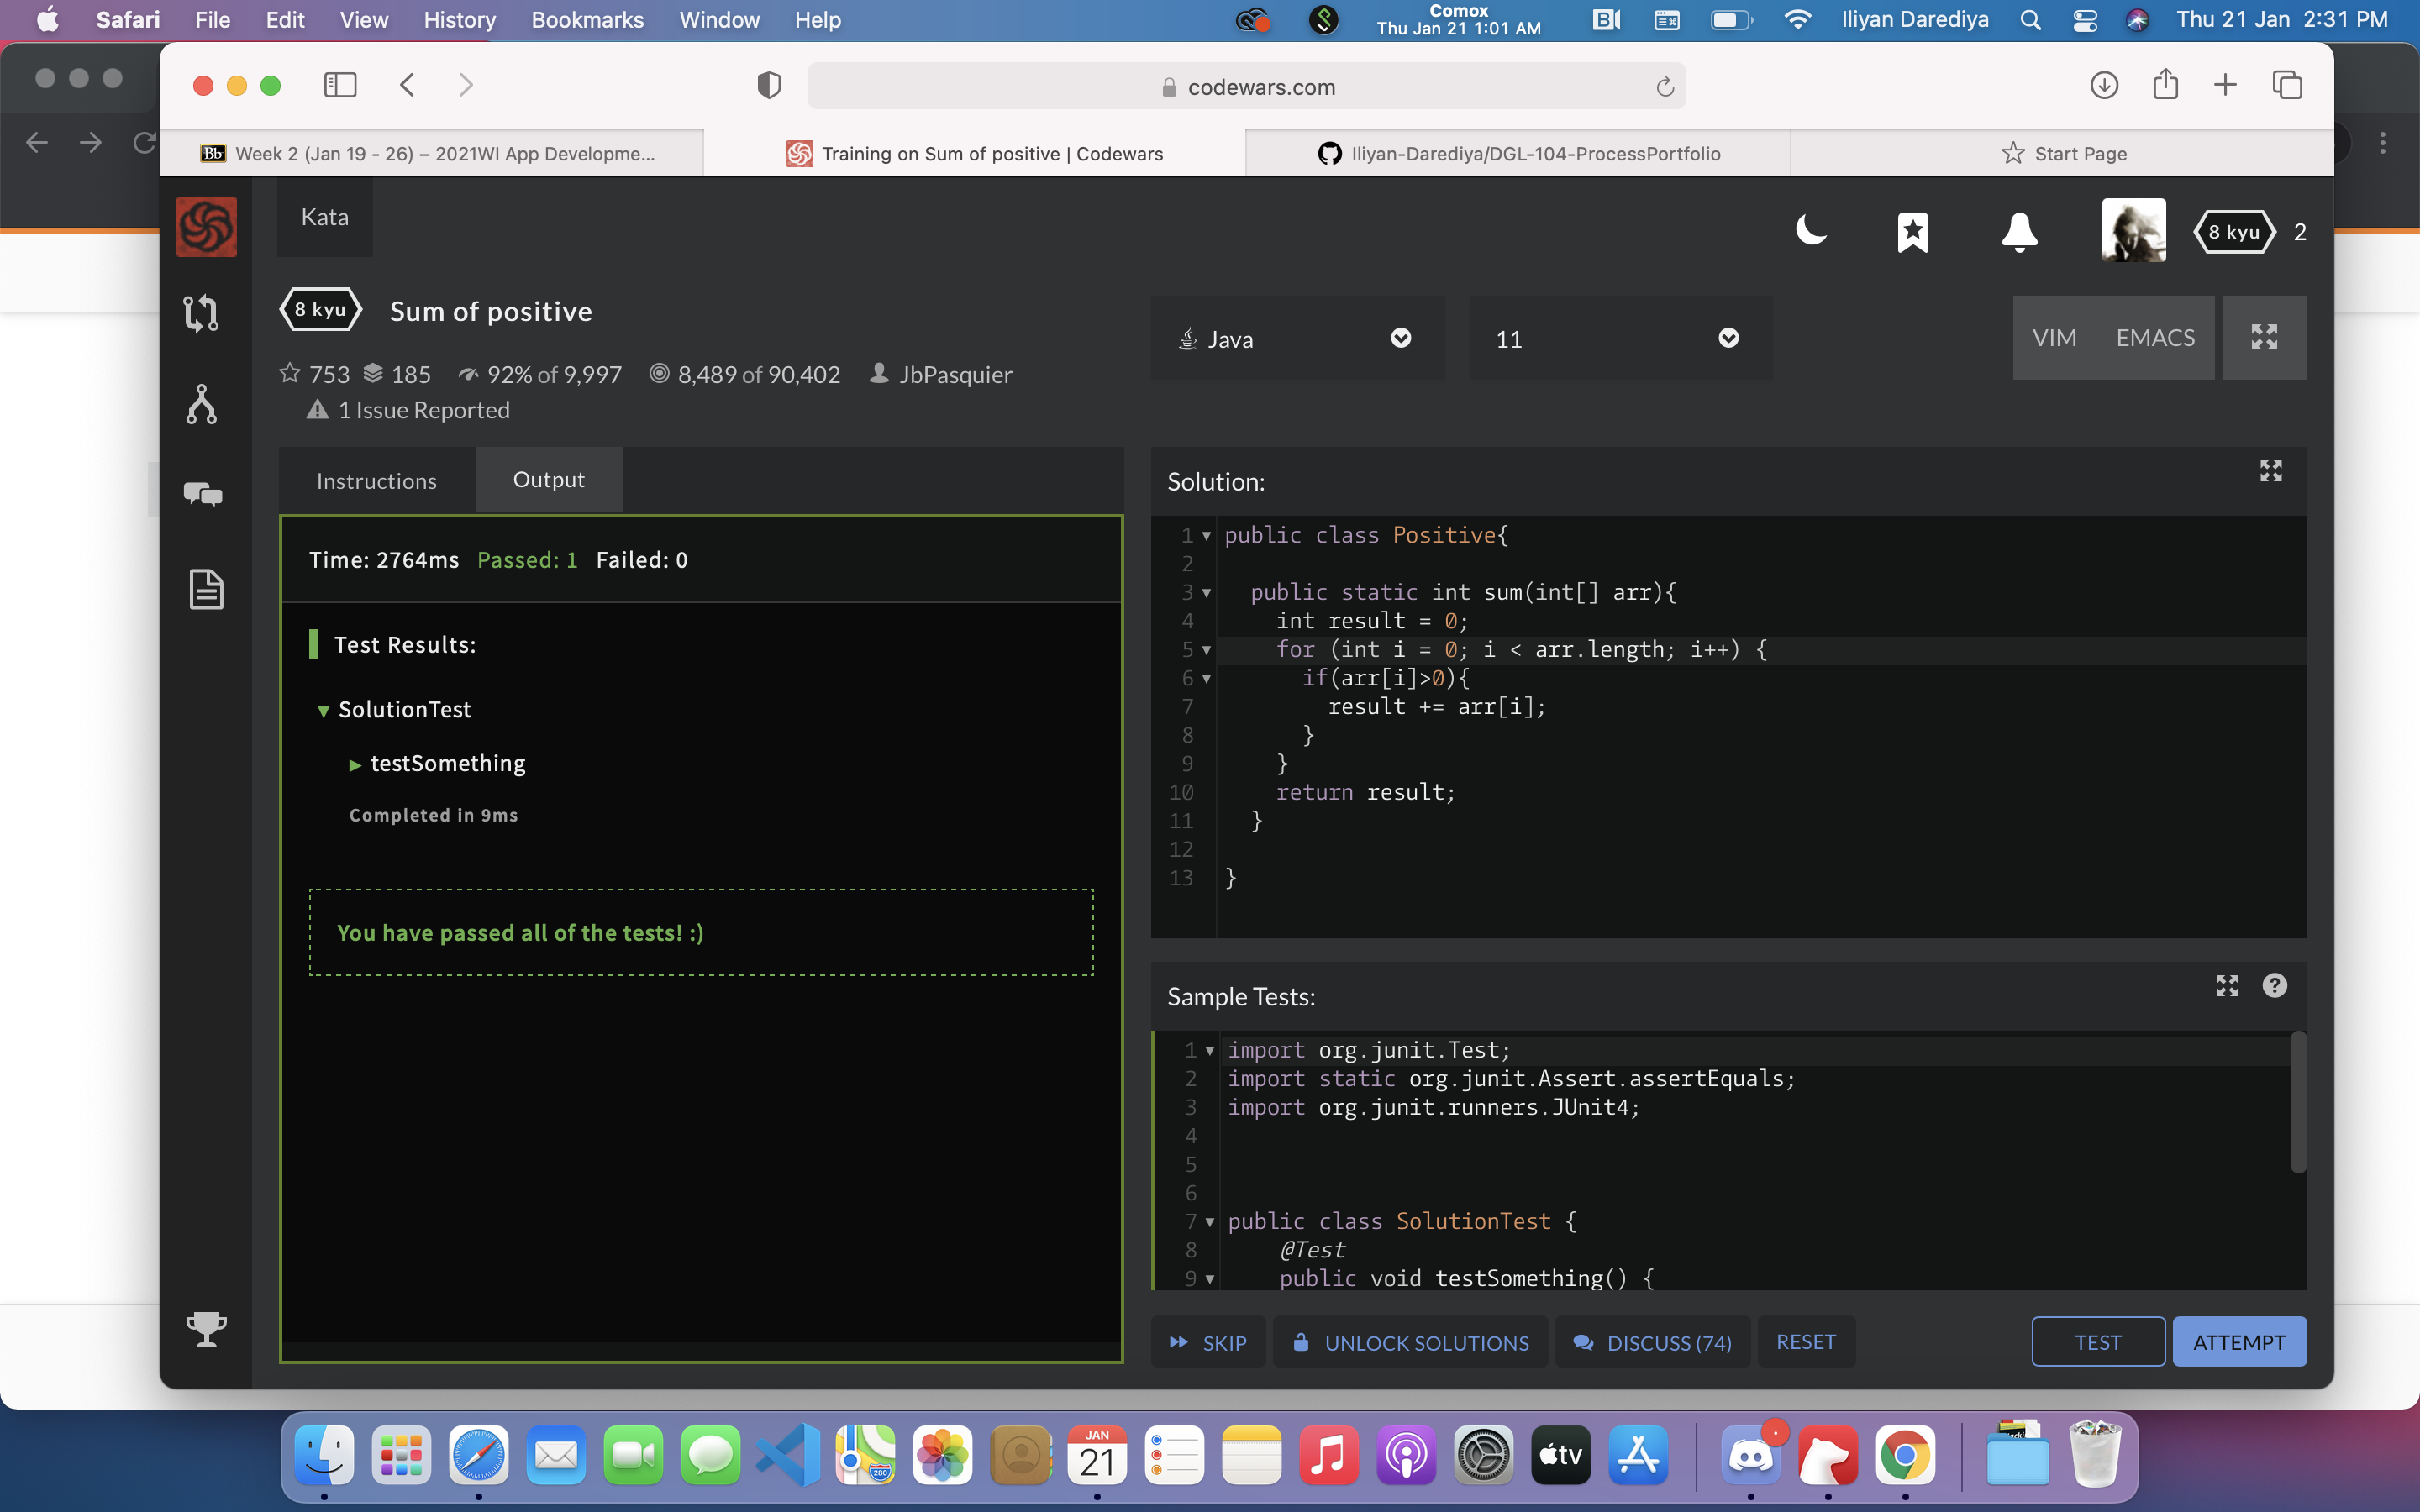 Safari File Edit View History Bookmarks Window Help
Comox
Thu Jan 21 1:01 AM
Iliyan Darediya
Thu 21 Jan 2:31 PM
codewars.com
Bb Week 2 (Jan 19 - 26) – 2021WI App Developme...
Training on Sum of positive | Codewars
Iliyan-Darediya/DGL-104-ProcessPortfolio
Start Page
Kata
8 kyu 2
8 kyu Sum of positive
753 185 92% of 9,997 8,489 of 90,402 JbPasquier
1 Issue Reported
Java
11
VIM EMACS
Instructions Output
Time: 2764ms Passed: 1 Failed: 0
Test Results:
SolutionTest
testSomething
Completed in 9ms
You have passed all of the tests! :)
Solution:
1 public class Positive{
2
3 public static int sum(int[] arr){
4 int result = 0;
5 for (int i = 0; i < arr.length; i++) {
6 if(arr[i]>0){
7 result += arr[i];
8 }
9 }
10 return result;
11 }
12
13 }
Sample Tests:
1 import org.junit.Test;
2 import static org.junit.Assert.assertEquals;
3 import org.junit.runners.JUnit4;
4
5
6
7 public class SolutionTest {
8 @Test
9 public void testSomething() {
SKIP UNLOCK SOLUTIONS DISCUSS (74) RESET TEST ATTEMPT
JAN
21
280
tv